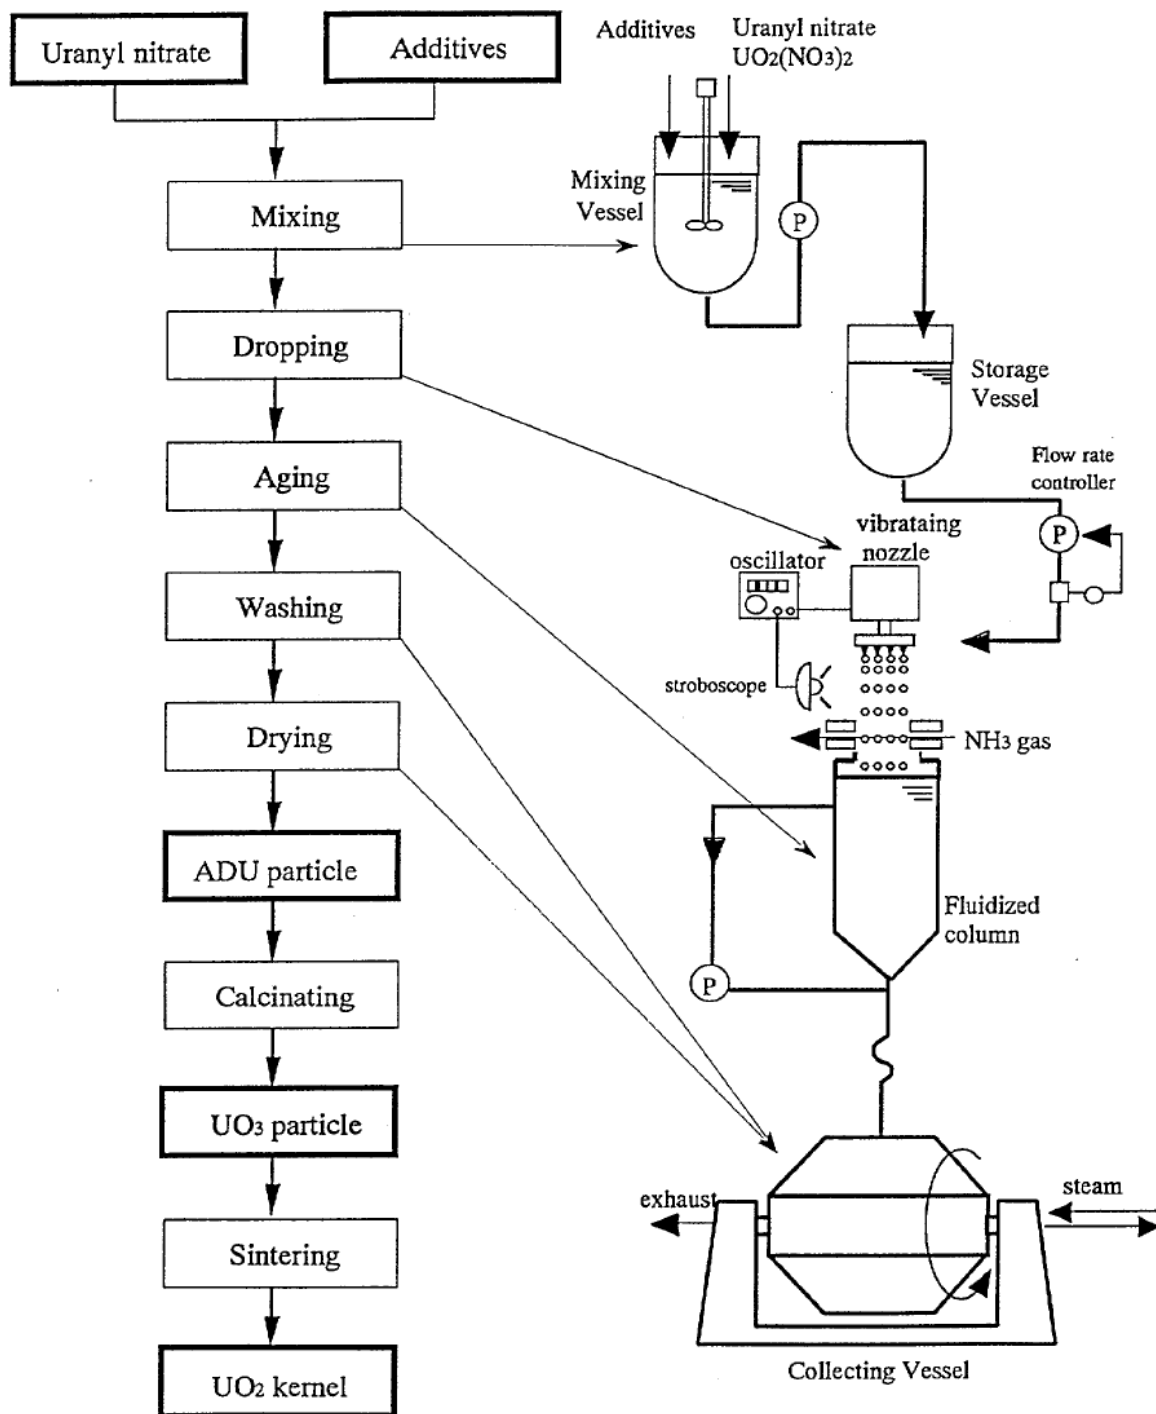 Uranyl nitrate
Additives
Mixing
Dropping
Aging
Washing
Drying
ADU particle
Calcinating
UO3 particle
Sintering
UO2 kernel
Additives
Uranyl nitrate
UO2(NO3)2
Mixing
Vessel
P
Storage
Vessel
Flow rate
controller
P
vibrataing
nozzle
oscillator
stroboscope
NH3 gas
Fluidized
column
P
exhaust
steam
Collecting Vessel